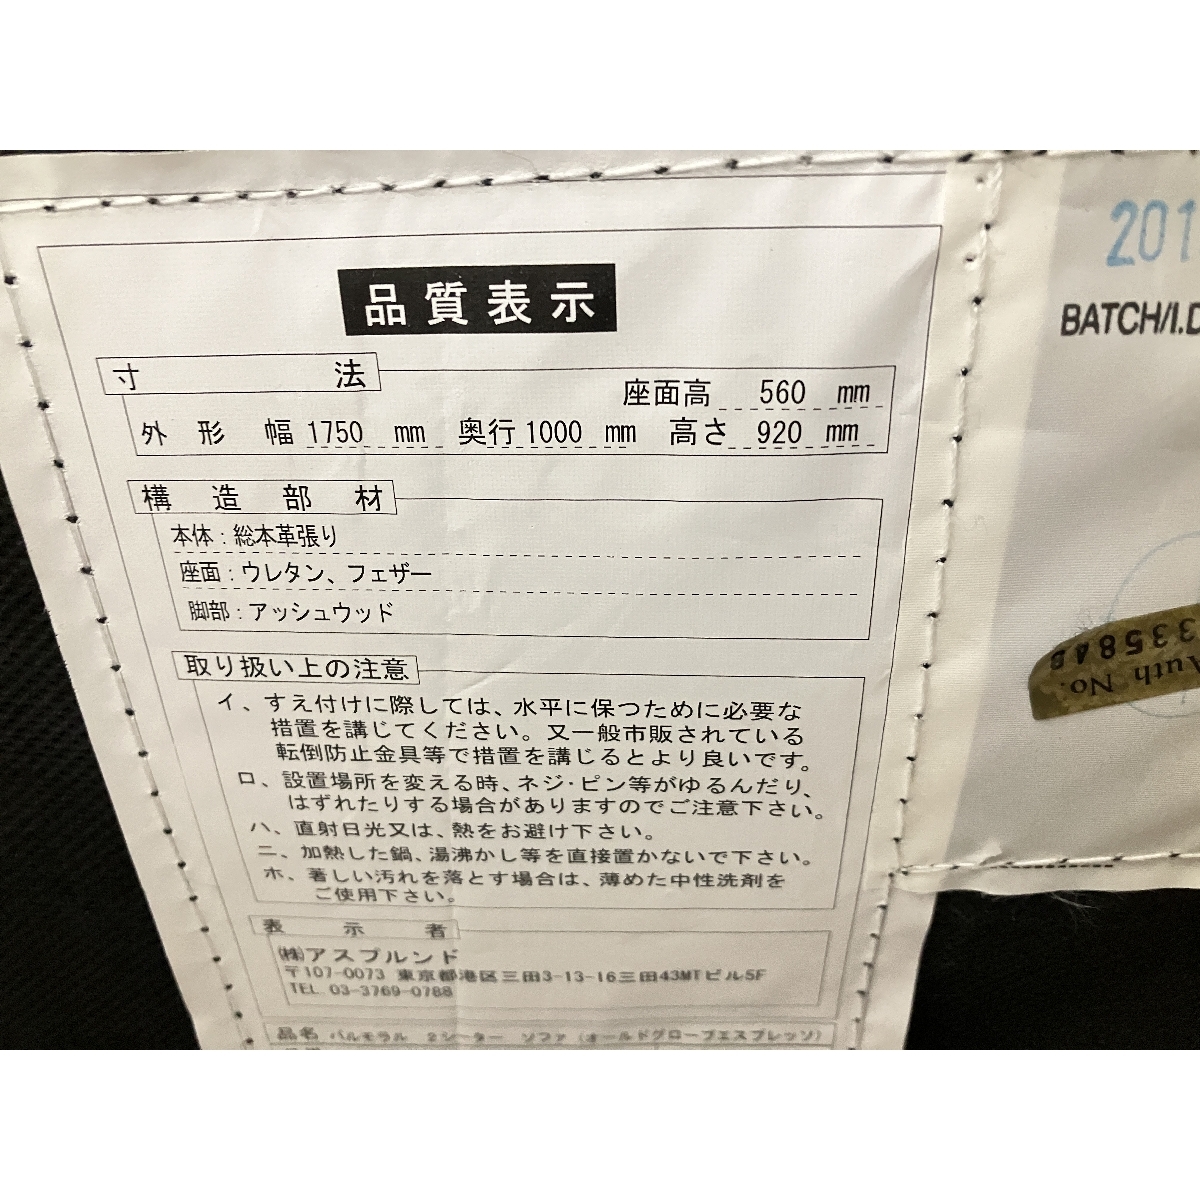 品質表示
寸法
座面高 560 mm
外形 幅 1750 mm 奥行 1000 mm 高さ 920 mm
構造部材
本体：総本革張り
座面：ウレタン、フェザー
脚部：アッシュウッド
取り扱い上の注意
イ、すえ付けに際しては、水平に保つために必要な
措置を講じてください。又一般市販されている
転倒防止金具等で措置を講じるとより良いです。
ロ、設置場所を変える時、ネジ・ピン等がゆるんだり、
はずれたりする場合がありますのでご注意下さい。
ハ、直射日光又は、熱をお避け下さい。
ニ、加熱した鍋、湯沸かし等を直接置かないで下さい。
ホ、著しい汚れを落とす場合は、薄めた中性洗剤を
ご使用下さい。
表示者
㈱アスプルンド
〒107-0073 東京都港区三田3-13-16三田43MTビル5F
TEL 03-3769-0788
品名 バルモラル 2シーター ソファ（オールドグローブエスプレッソ）
201
BATCH/I.D
Auth No.
335848